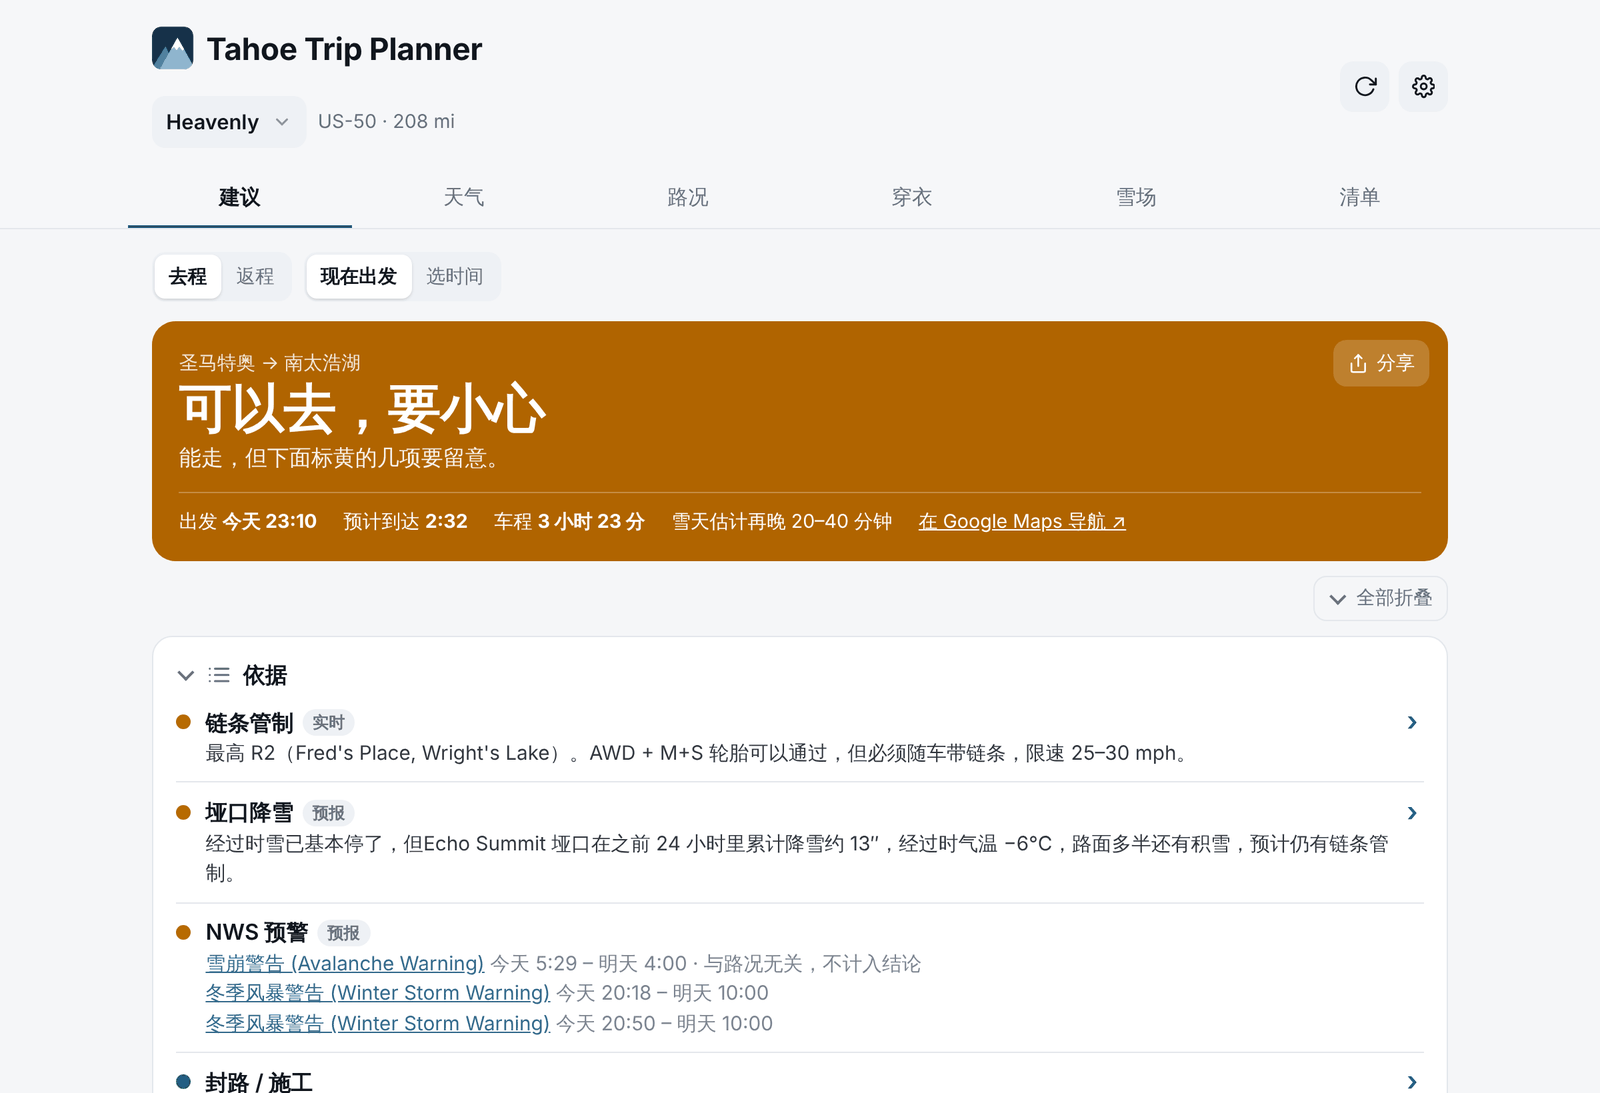 Tahoe Trip Planner
Heavenly
US-50 · 208 mi
建议
天气
路况
穿衣
雪场
清单
去程
返程
现在出发
选时间
圣马特奥 → 南太浩湖
分享
可以去，要小心
能走，但下面标黄的几项要留意。
出发 今天 23:10 预计到达 2:32 车程 3 小时 23 分 雪天估计再晚 20–40 分钟 在 Google Maps 导航 ↗
全部折叠
依据
链条管制 实时
最高 R2（Fred's Place, Wright's Lake）。AWD + M+S 轮胎可以通过，但必须随车带链条，限速 25–30 mph。
垭口降雪 预报
经过时雪已基本停了，但Echo Summit 垭口在之前 24 小时里累计降雪约 13″，经过时气温 −6°C，路面多半还有积雪，预计仍有链条管
制。
NWS 预警 预报
雪崩警告 (Avalanche Warning) 今天 5:29 – 明天 4:00 · 与路况无关，不计入结论
冬季风暴警告 (Winter Storm Warning) 今天 20:18 – 明天 10:00
冬季风暴警告 (Winter Storm Warning) 今天 20:50 – 明天 10:00
封路 / 施工